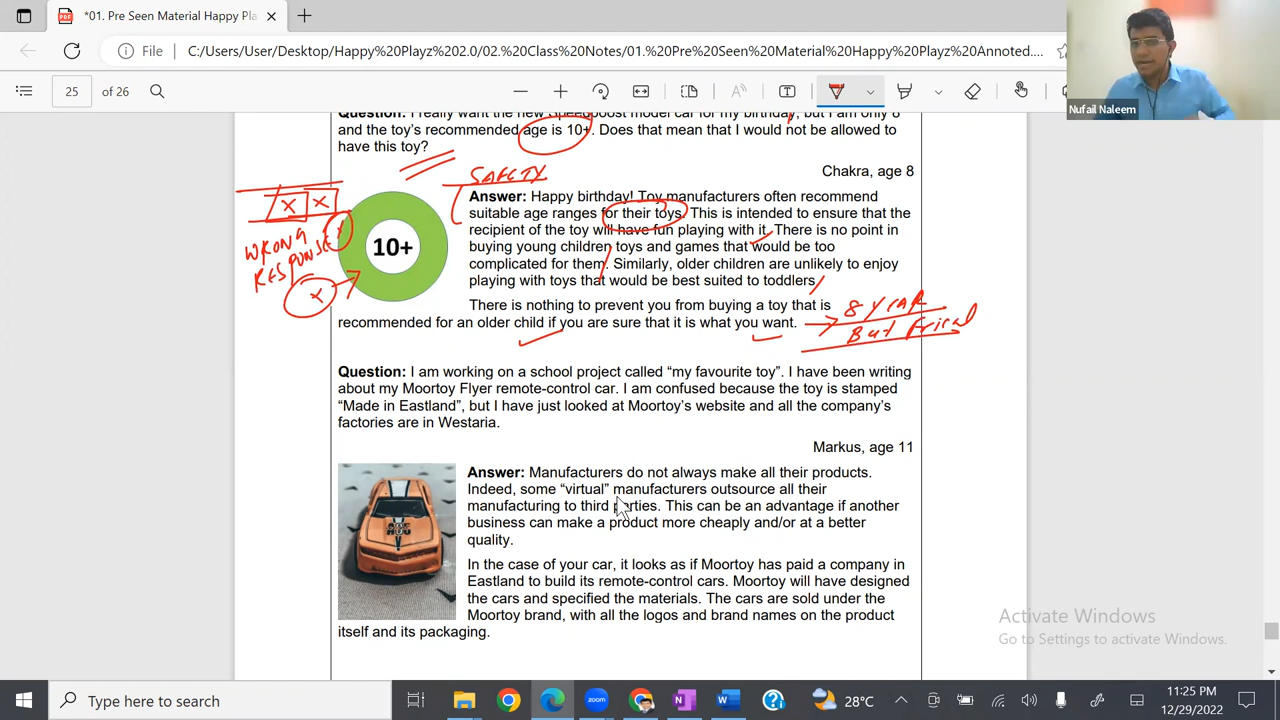 *01. Pre Seen Material Happy Pla
File
C:/Users/User/Desktop/Happy%20Playz%202.0/02.%20Class%20Notes/01.%20Pre%20Seen%20Material%20Happy%20Playz%20Annoted....
25 of 26
Nufail Naleem
Question: I really want the new Speedboost model car for my birthday, but I am only 8
and the toy's recommended age is 10+. Does that mean that I would not be allowed to
have this toy?
Chakra, age 8
SAFETY
X X
WRONG
RESPONSE
X
10+
Answer: Happy birthday! Toy manufacturers often recommend
suitable age ranges for their toys. This is intended to ensure that the
recipient of the toy will have fun playing with it. There is no point in
buying young children toys and games that would be too
complicated for them. Similarly, older children are unlikely to enjoy
playing with toys that would be best suited to toddlers
There is nothing to prevent you from buying a toy that is
recommended for an older child if you are sure that it is what you want.
8 YEAR
But
Question: I am working on a school project called “my favourite toy”. I have been writing
about my Moortoy Flyer remote-control car. I am confused because the toy is stamped
“Made in Eastland”, but I have just looked at Moortoy's website and all the company's
factories are in Westaria.
Markus, age 11
Answer: Manufacturers do not always make all their products.
Indeed, some “virtual” manufacturers outsource all their
manufacturing to third parties. This can be an advantage if another
business can make a product more cheaply and/or at a better
quality.
In the case of your car, it looks as if Moortoy has paid a company in
Eastland to build its remote-control cars. Moortoy will have designed
the cars and specified the materials. The cars are sold under the
Moortoy brand, with all the logos and brand names on the product
itself and its packaging.
Activate Windows
Go to Settings to activate Windows.
Type here to search
28°C
11:25 PM
12/29/2022